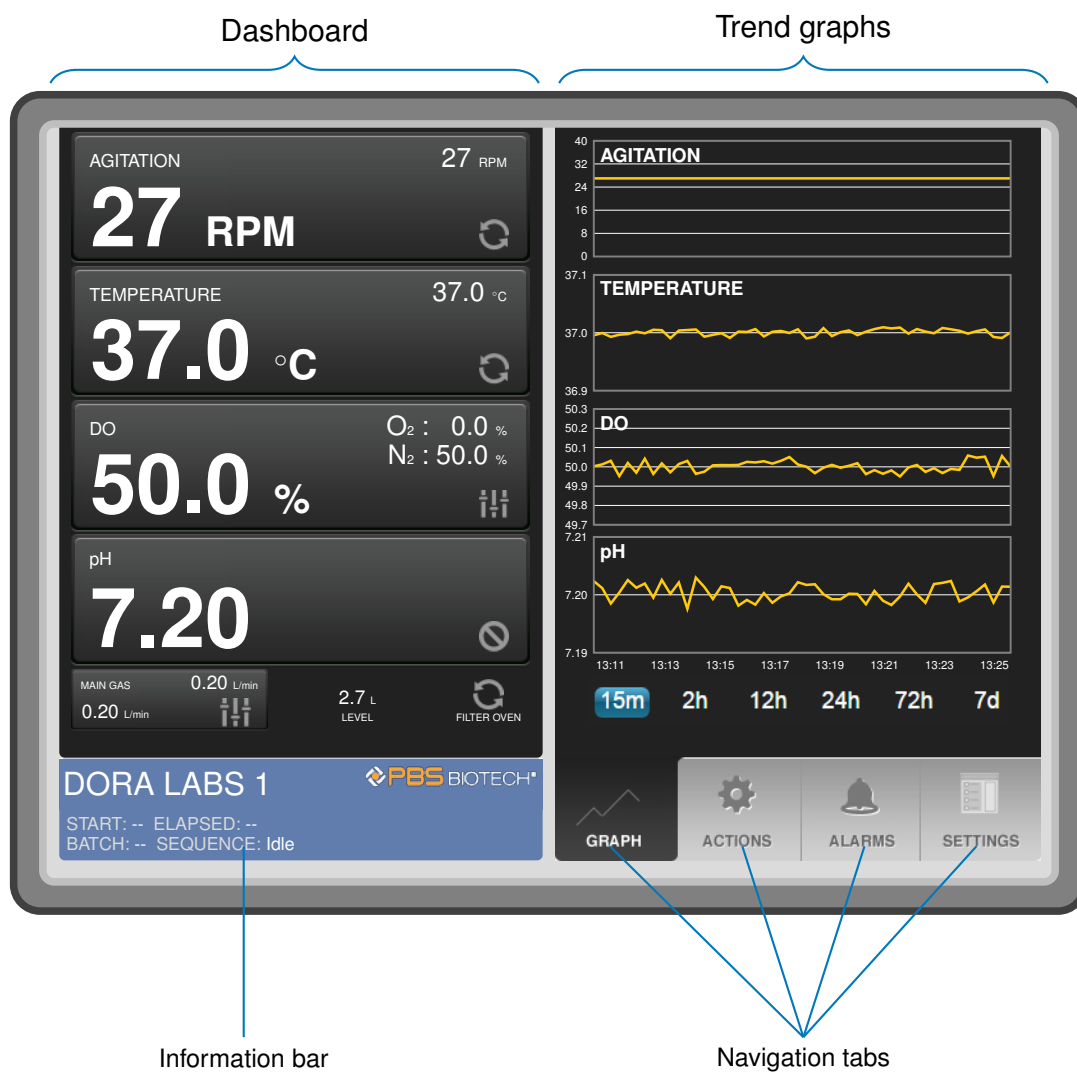 Dashboard
Trend graphs
AGITATION
27 RPM
27 RPM
TEMPERATURE
37.0 °C
37.0 °C
DO
O₂ : 0.0 %
N₂ : 50.0 %
50.0 %
pH
7.20
MAIN GAS
0.20 L/min
0.20 L/min
2.7 L
LEVEL
FILTER OVEN
DORA LABS 1
PBS BIOTECH
START: -- ELAPSED: --
BATCH: -- SEQUENCE: Idle
40
AGITATION
32
24
16
8
0
37.1
TEMPERATURE
37.0
36.9
50.3
DO
50.2
50.1
50.0
49.9
49.8
49.7
7.21
pH
7.20
7.19
13:11 13:13 13:15 13:17 13:19 13:21 13:23 13:25
15m 2h 12h 24h 72h 7d
GRAPH ACTIONS ALARMS SETTINGS
Information bar
Navigation tabs